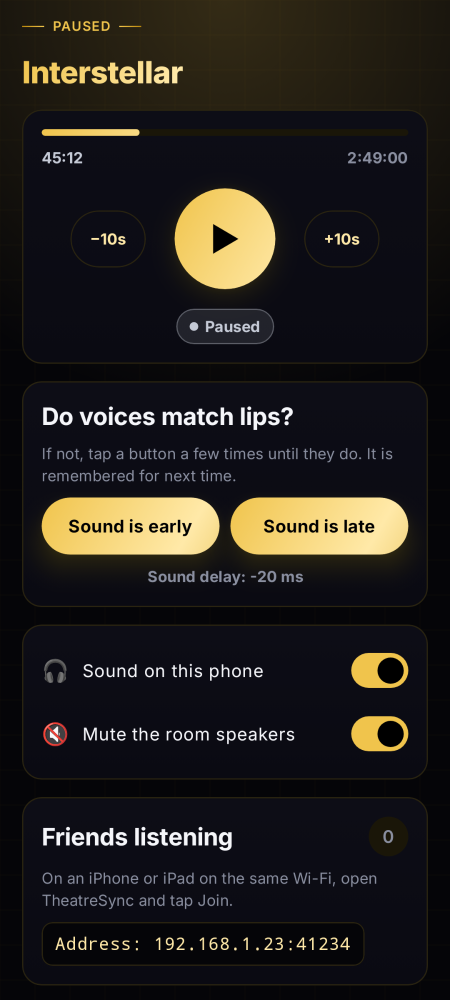 PAUSED
Interstellar
45:12 2:49:00
−10s +10s
Paused
Do voices match lips?
If not, tap a button a few times until they do. It is
remembered for next time.
Sound is early Sound is late
Sound delay: -20 ms
Sound on this phone
Mute the room speakers
Friends listening 0
On an iPhone or iPad on the same Wi-Fi, open
TheatreSync and tap Join.
Address: 192.168.1.23:41234